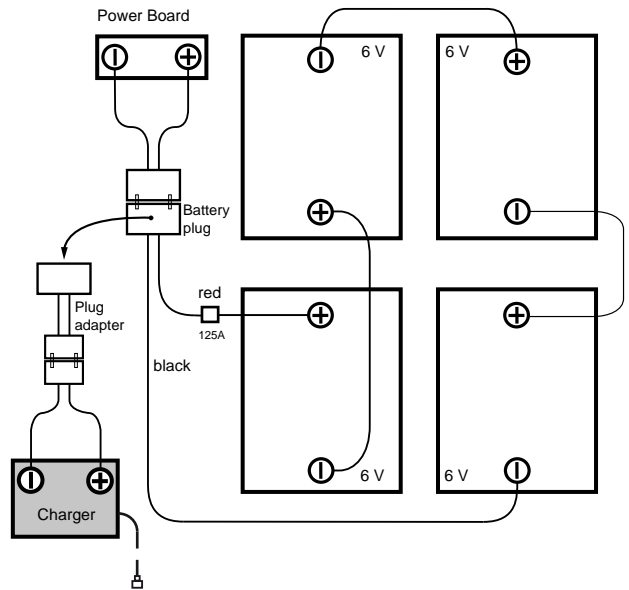 Power Board
6 V
6 V
Battery
plug
Plug
adapter
red
125A
black
6 V
6 V
Charger